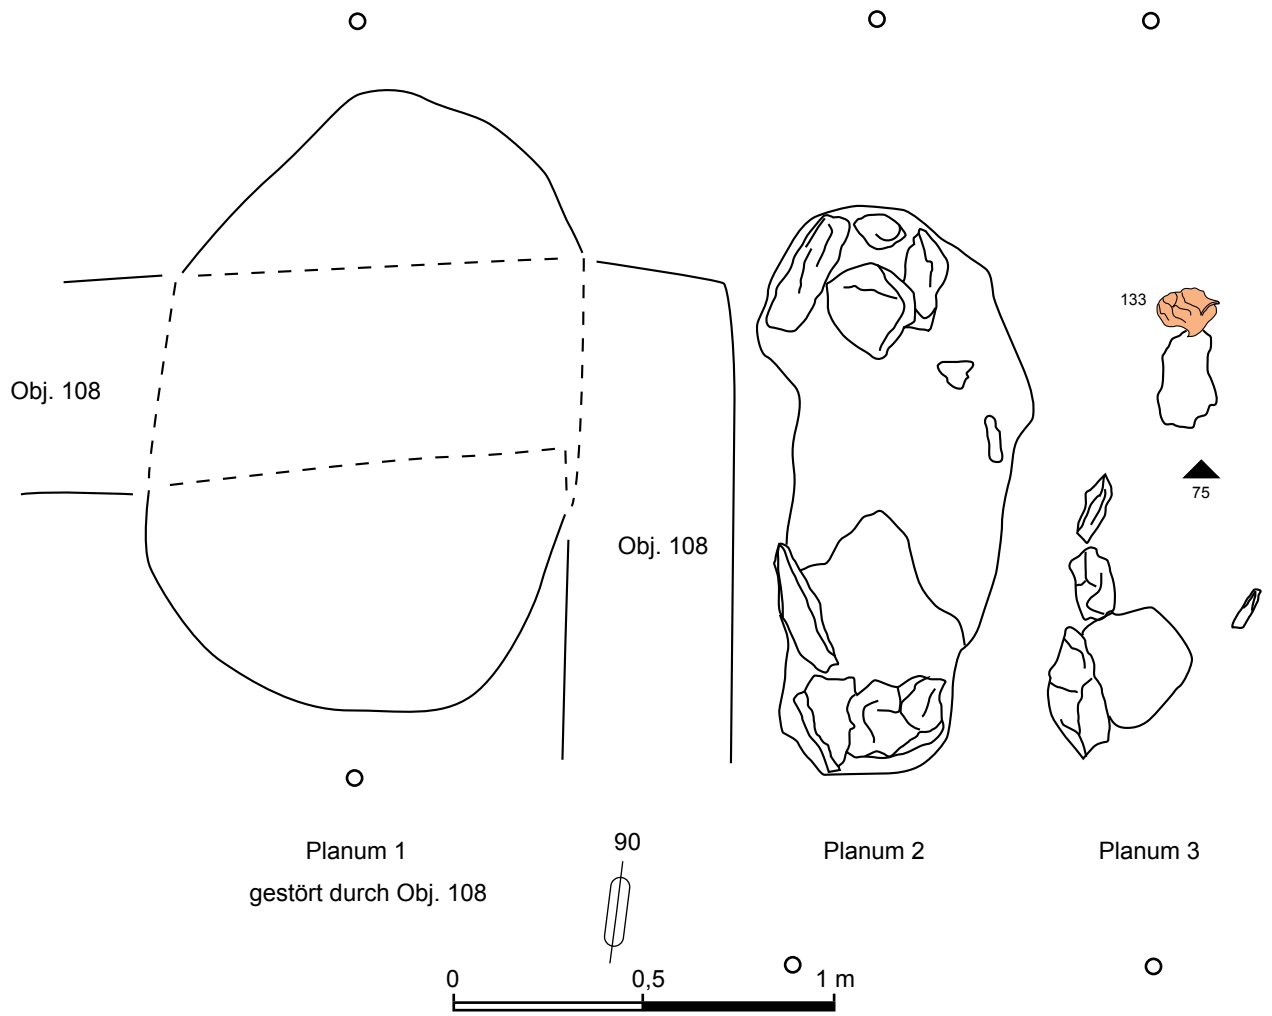 133
75
Obj. 108
Obj. 108
Planum 1
gestört durch Obj. 108
90
Planum 2
Planum 3
0
0,5
1 m